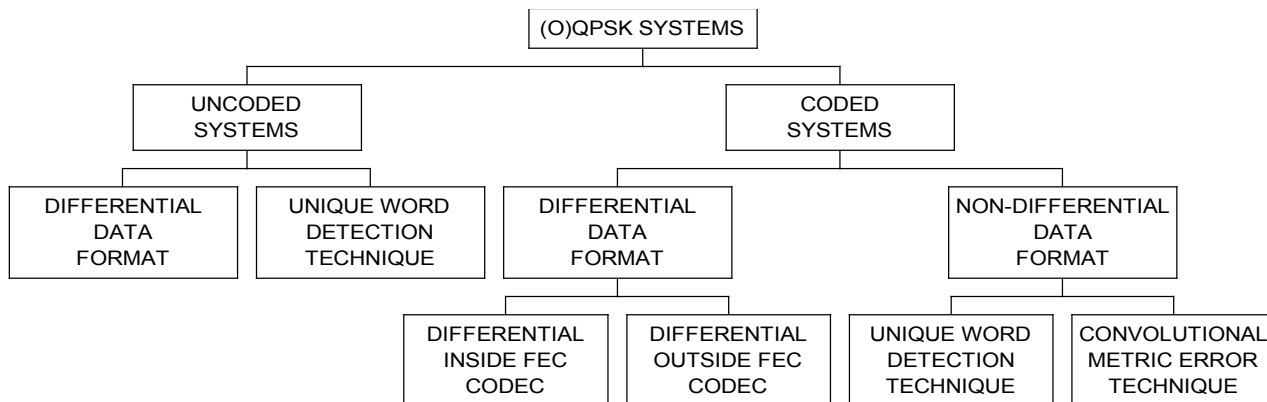 (O)QPSK SYSTEMS
UNCODED
SYSTEMS
CODED
SYSTEMS
DIFFERENTIAL
DATA
FORMAT
UNIQUE WORD
DETECTION
TECHNIQUE
DIFFERENTIAL
DATA
FORMAT
NON-DIFFERENTIAL
DATA
FORMAT
DIFFERENTIAL
INSIDE FEC
CODEC
DIFFERENTIAL
OUTSIDE FEC
CODEC
UNIQUE WORD
DETECTION
TECHNIQUE
CONVOLUTIONAL
METRIC ERROR
TECHNIQUE